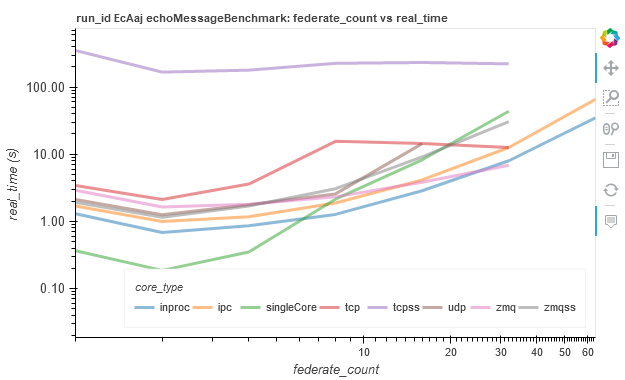 run_id EcAaj echoMessageBenchmark: federate_count vs real_time
real_time (s)
100.00
10.00
1.00
0.10
core_type
inproc ipc singleCore tcp tcpss udp zmq zmqss
10 20 30 40 50 60
federate_count